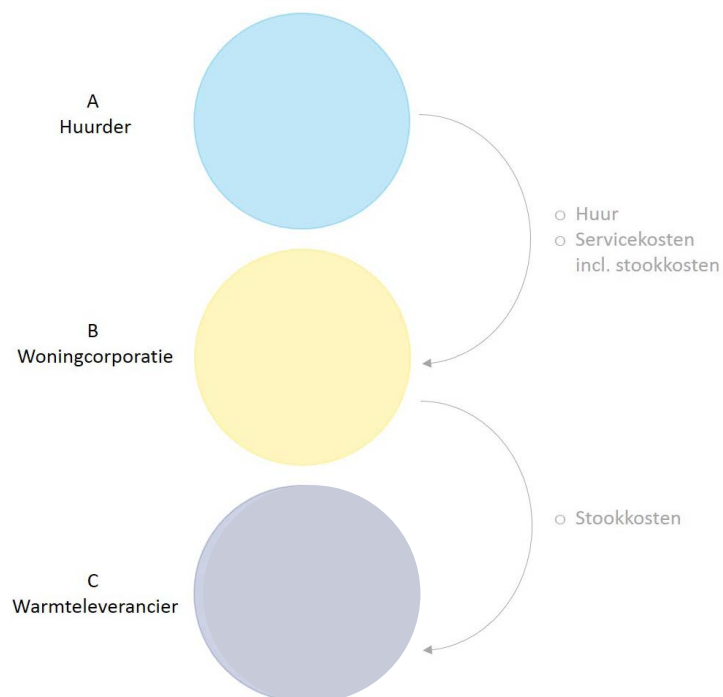 A
Huurder
○ Huur
○ Servicekosten
incl. stookkosten
B
Woningcorporatie
○ Stookkosten
C
Warmteleverancier